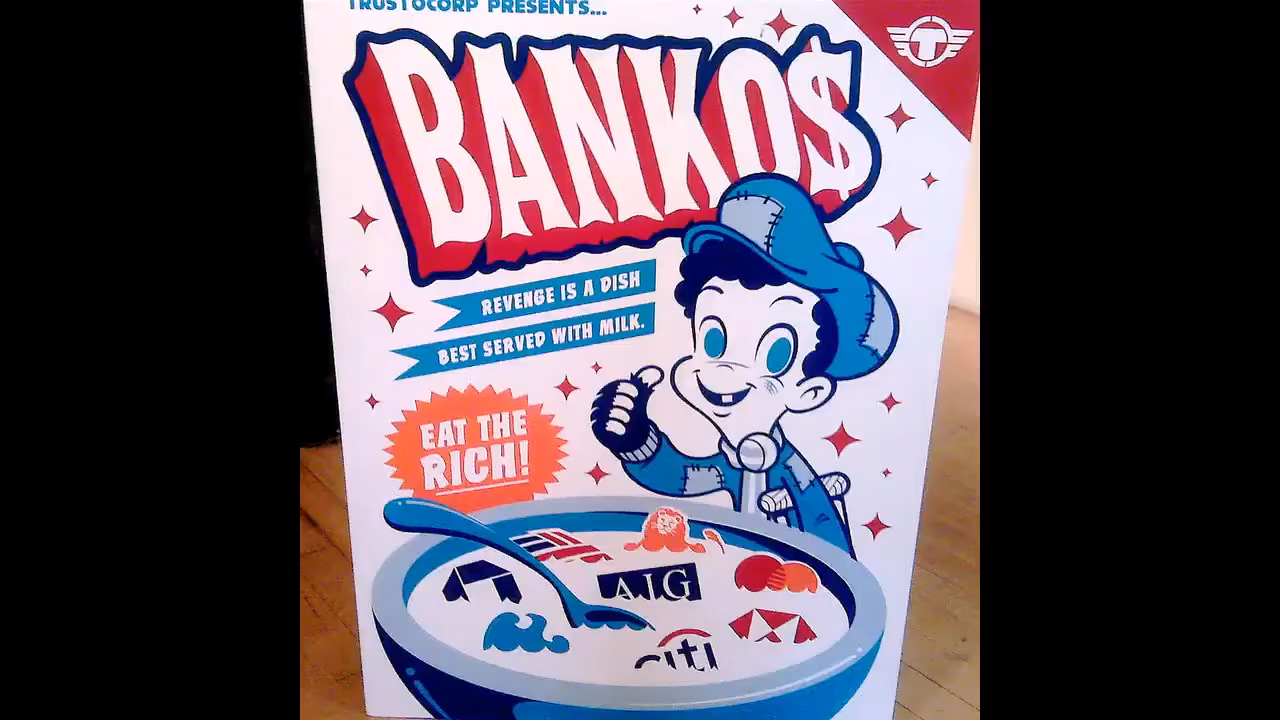 TRUSTOCORP PRESENTS...
T
BANKO$
REVENGE IS A DISH
BEST SERVED WITH MILK.
EAT THE
RICH!
AIG
citi